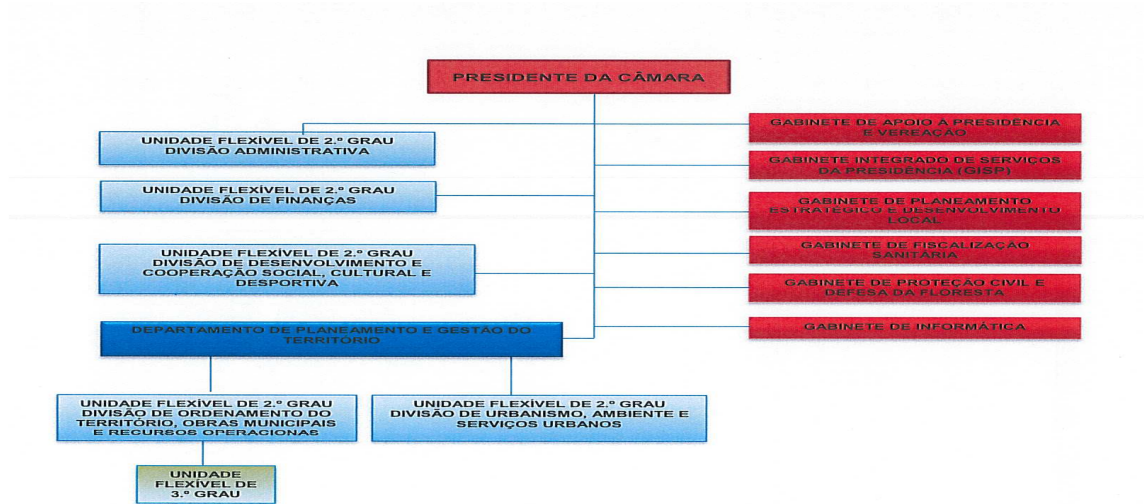 PRESIDENTE DA CÂMARA
GABINETE DE APOIO À PRESIDÊNCIA
E VEREAÇÃO
UNIDADE FLEXÍVEL DE 2.º GRAU
DIVISÃO ADMINISTRATIVA
GABINETE INTEGRADO DE SERVIÇOS
DA PRESIDÊNCIA (GISP)
UNIDADE FLEXÍVEL DE 2.º GRAU
DIVISÃO DE FINANÇAS
GABINETE DE PLANEAMENTO
ESTRATÉGICO E DESENVOLVIMENTO
LOCAL
GABINETE DE FISCALIZAÇÃO
SANITÁRIA
UNIDADE FLEXÍVEL DE 2.º GRAU
DIVISÃO DE DESENVOLVIMENTO E
COOPERAÇÃO SOCIAL, CULTURAL E
DESPORTIVA
GABINETE DE PROTEÇÃO CIVIL E
DEFESA DA FLORESTA
GABINETE DE INFORMÁTICA
DEPARTAMENTO DE PLANEAMENTO E GESTÃO DO
TERRITÓRIO
UNIDADE FLEXÍVEL DE 2.º GRAU
DIVISÃO DE ORDENAMENTO DO
TERRITÓRIO, OBRAS MUNICIPAIS
E RECURSOS OPERACIONAS
UNIDADE FLEXÍVEL DE 2.º GRAU
DIVISÃO DE URBANISMO, AMBIENTE E
SERVIÇOS URBANOS
UNIDADE
FLEXÍVEL DE
3.º GRAU